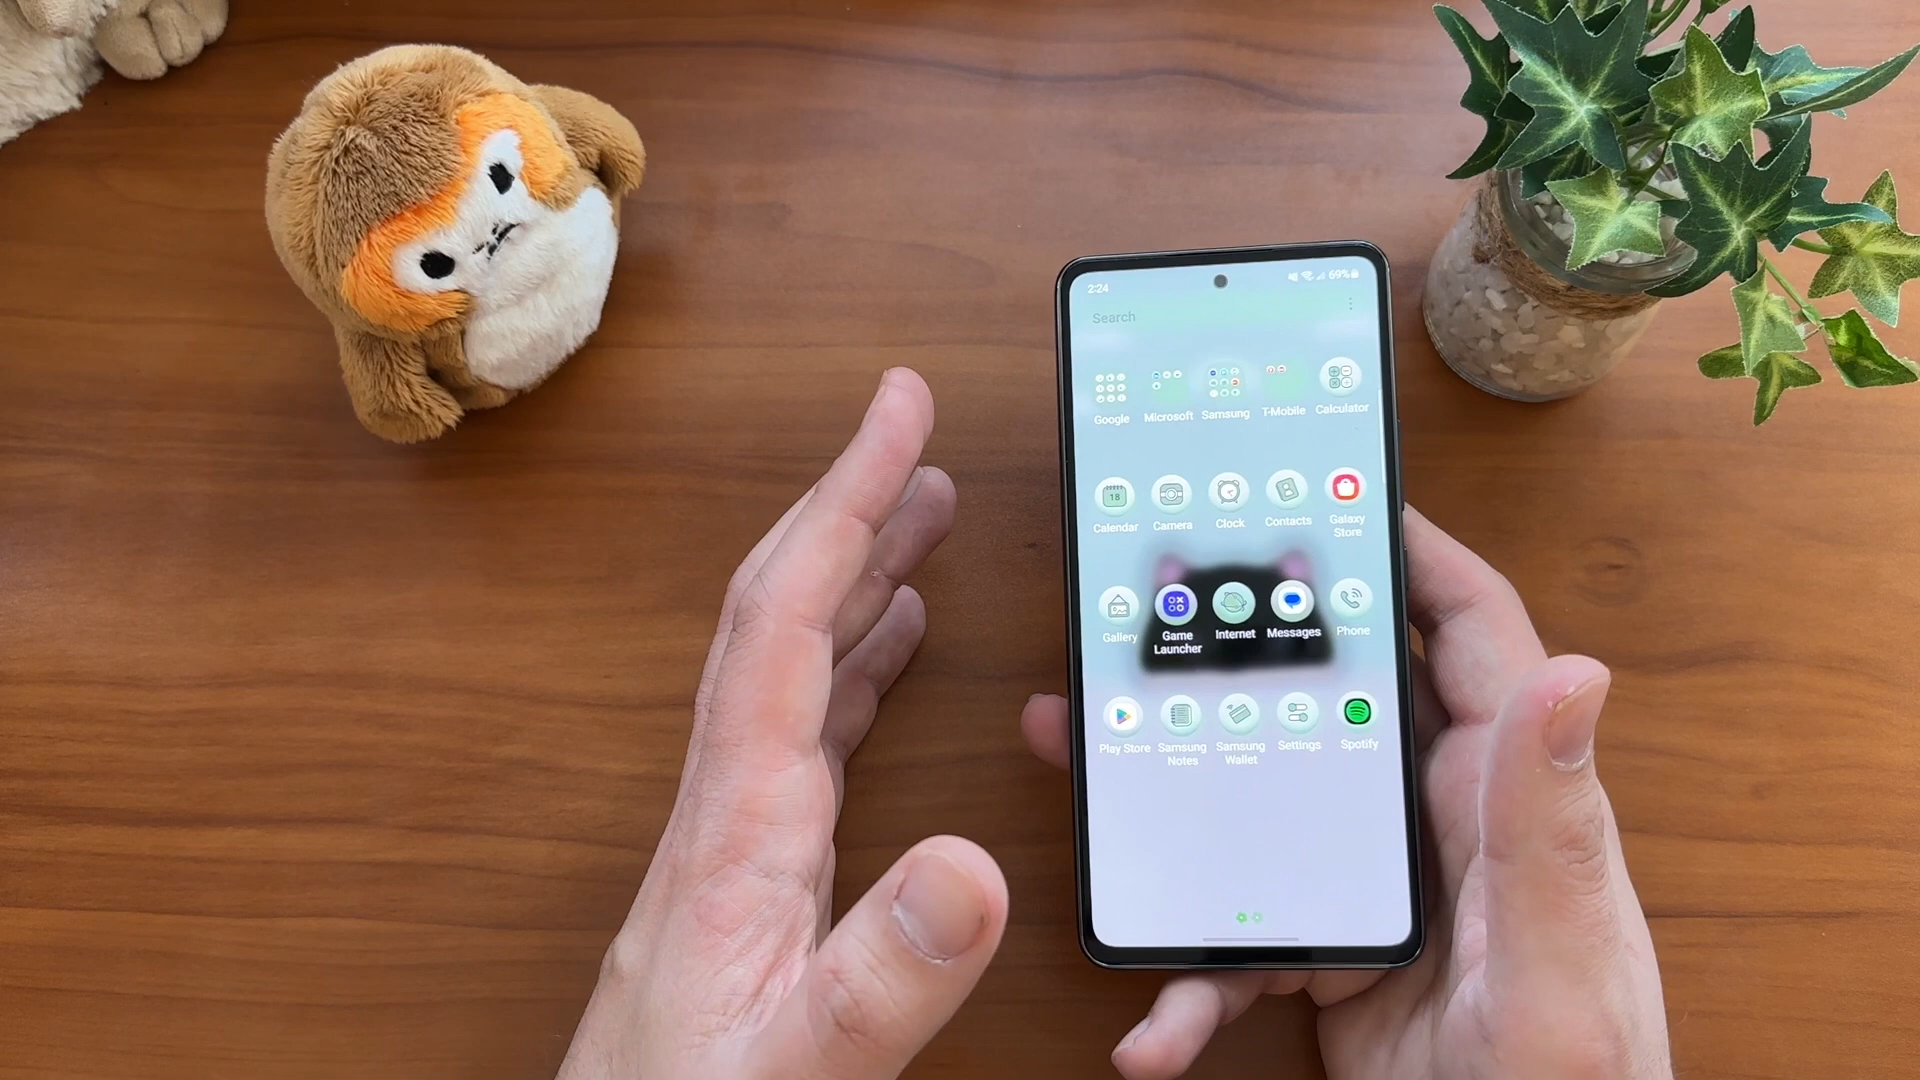 2:24
69%
Search
Google
Microsoft
Samsung
T-Mobile
Calculator
18
Calendar
Camera
Clock
Contacts
Galaxy
Store
Gallery
Game
Launcher
Internet
Messages
Phone
Play Store
Samsung
Notes
Samsung
Wallet
Settings
Spotify